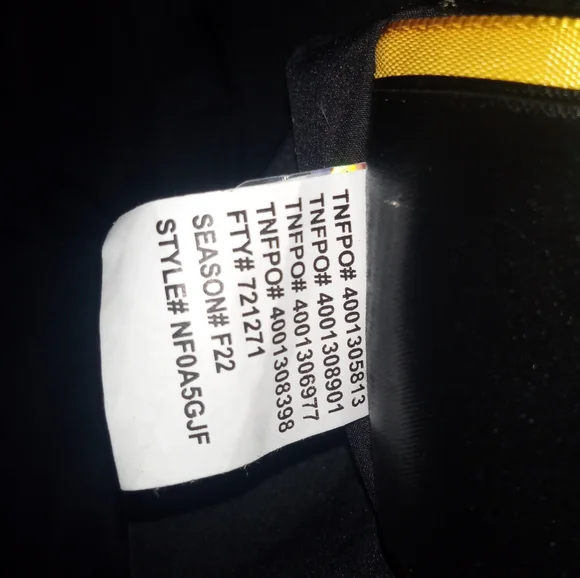 TNFPO# 4001305813
TNFPO# 4001308901
TNFPO# 4001306977
TNFPO# 4001308398
FTY# 721271
SEASON# F22
STYLE# NF0A5GJF